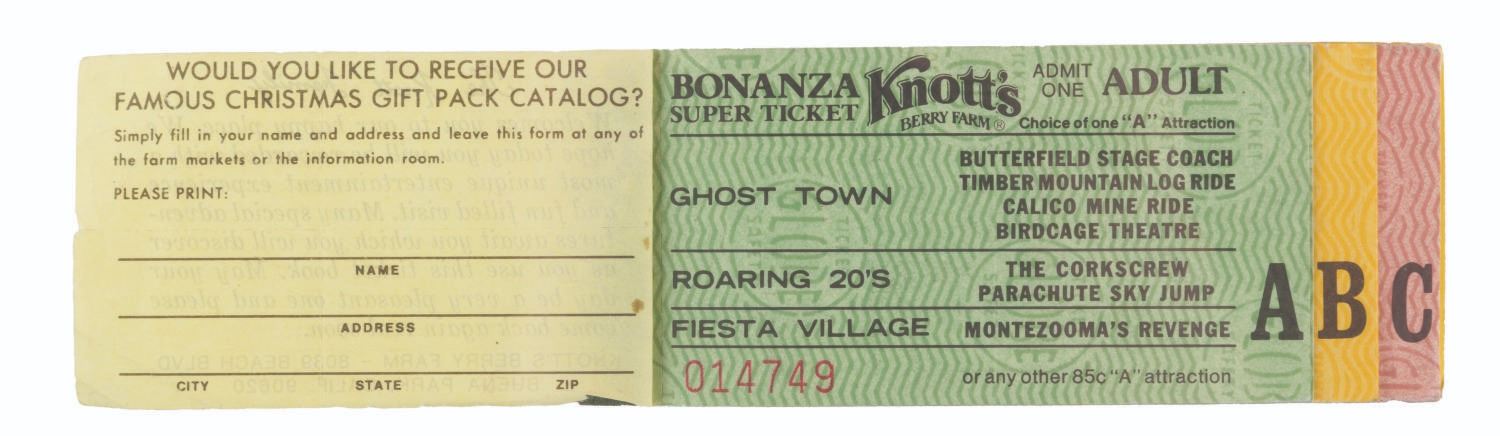 WOULD YOU LIKE TO RECEIVE OUR
FAMOUS CHRISTMAS GIFT PACK CATALOG?
Simply fill in your name and address and leave this form at any of
the farm markets or the information room.
PLEASE PRINT:
NAME
ADDRESS
CITY STATE ZIP
BONANZA
SUPER TICKET
Knott's
BERRY FARM®
ADMIT
ONE
ADULT
Choice of one "A" Attraction
GHOST TOWN
BUTTERFIELD STAGE COACH
TIMBER MOUNTAIN LOG RIDE
CALICO MINE RIDE
BIRDCAGE THEATRE
ROARING 20'S
THE CORKSCREW
PARACHUTE SKY JUMP
FIESTA VILLAGE
MONTEZOOMA'S REVENGE
014749
or any other 85c "A" attraction
A B C